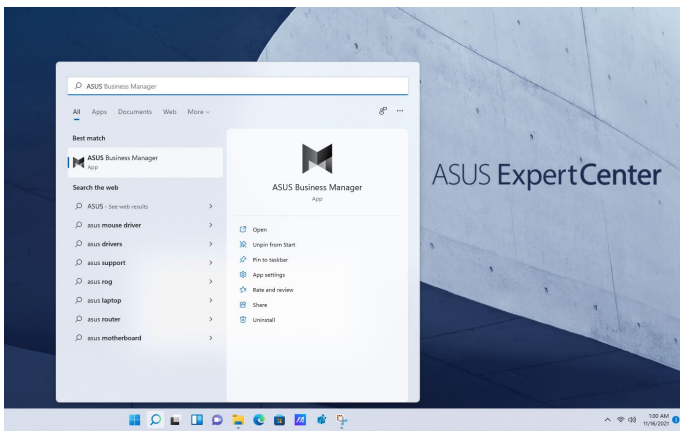 ASUS Business Manager
All Apps Documents Web More
Best match
ASUS Business Manager
App
Search the web
ASUS - See web results
asus mouse driver
asus drivers
asus support
asus rog
asus laptop
asus router
asus motherboard
ASUS Business Manager
App
Open
Unpin from Start
Pin to taskbar
App settings
Rate and review
Share
Uninstall
ASUS ExpertCenter
1:00 AM
11/16/2021